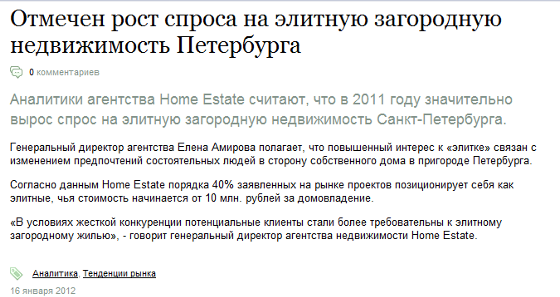 Отмечен рост спроса на элитную загородную
недвижимость Петербурга
0 комментариев
Аналитики агентства Home Estate считают, что в 2011 году значительно
вырос спрос на элитную загородную недвижимость Санкт-Петербурга.
Генеральный директор агентства Елена Амирова полагает, что повышенный интерес к «элитке» связан с
изменением предпочтений состоятельных людей в сторону собственного дома в пригороде Петербурга.
Согласно данным Home Estate порядка 40% заявленных на рынке проектов позиционирует себя как
элитные, чья стоимость начинается от 10 млн. рублей за домовладение.
«В условиях жесткой конкуренции потенциальные клиенты стали более требовательны к элитному
загородному жилью», - говорит генеральный директор агентства недвижимости Home Estate.
Аналитика, Тенденции рынка
16 января 2012